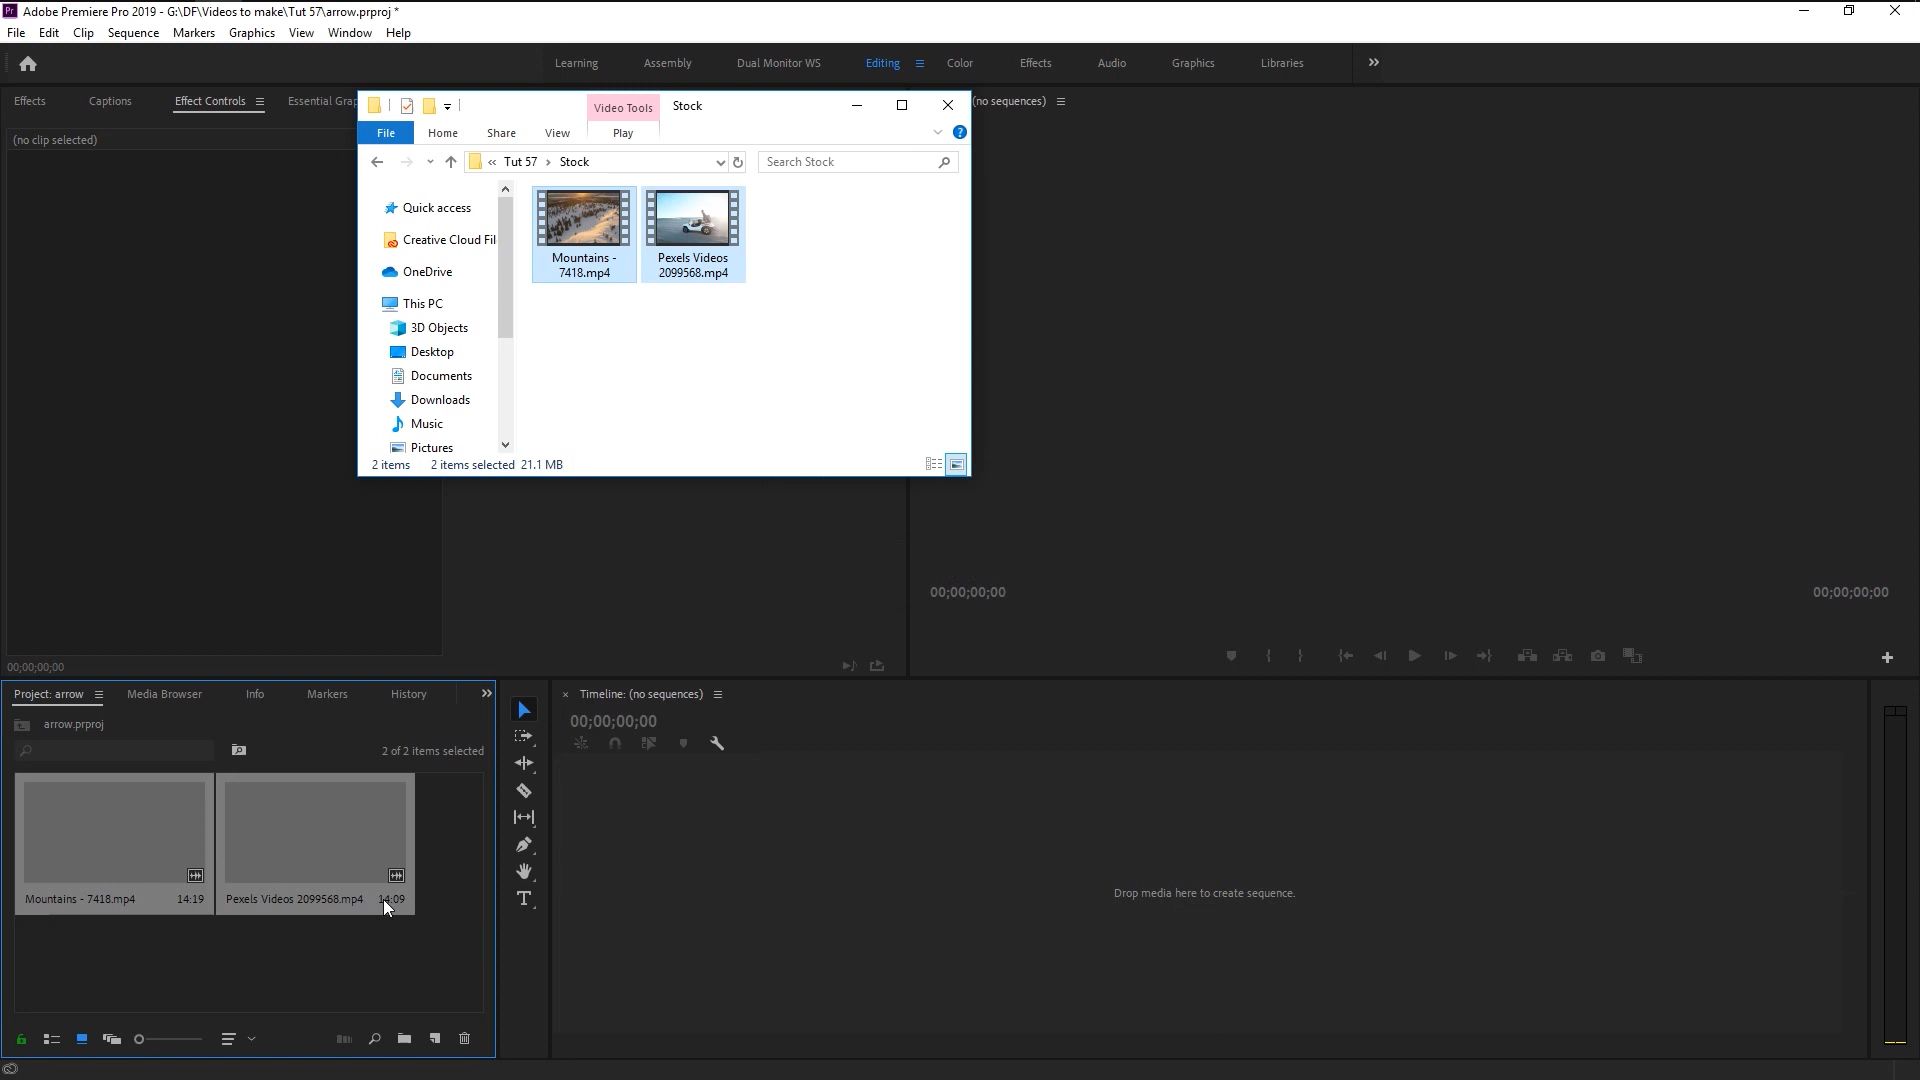 Pr Adobe Premiere Pro 2019 - G:\DF\Videos to make\Tut 57\arrow.prproj *
File Edit Clip Sequence Markers Graphics View Window Help
Learning Assembly Dual Monitor WS Editing Color Effects Audio Graphics Libraries
Effects Captions Effect Controls Essential Grap
(no clip selected)
(no sequences)
Video Tools Stock
File Home Share View Play
« Tut 57 > Stock
Search Stock
Quick access
Creative Cloud Fil
OneDrive
This PC
3D Objects
Desktop
Documents
Downloads
Music
Pictures
Mountains -
7418.mp4
Pexels Videos
2099568.mp4
2 items 2 items selected 21.1 MB
00;00;00;00 00;00;00;00
00;00;00;00
Project: arrow Media Browser Info Markers History
arrow.prproj
2 of 2 items selected
Mountains - 7418.mp4 14:19
Pexels Videos 2099568.mp4 14:09
Timeline: (no sequences)
00;00;00;00
Drop media here to create sequence.